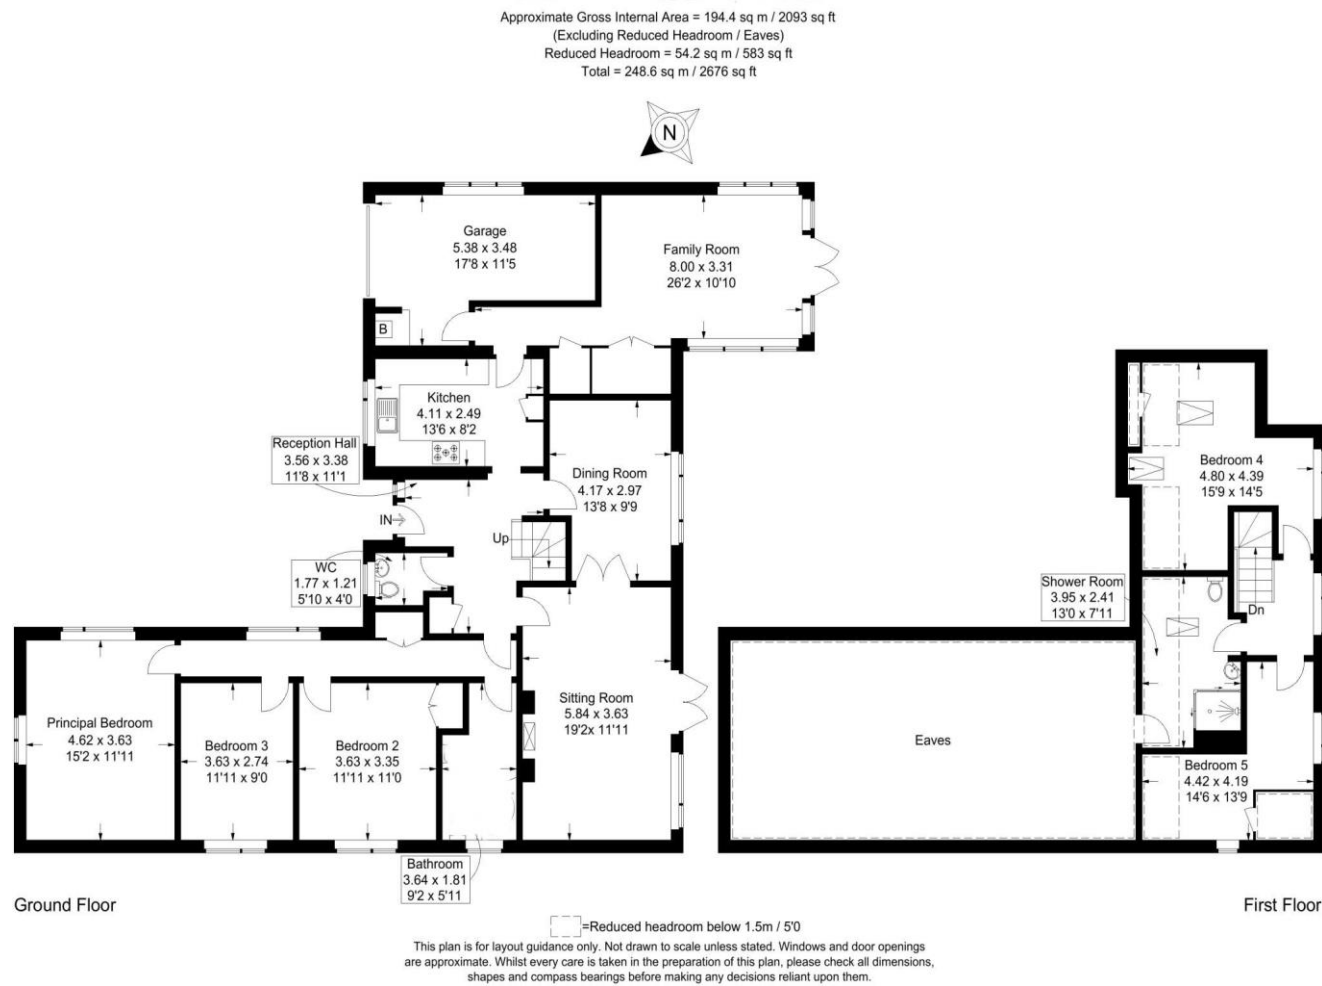 Approximate Gross Internal Area = 194.4 sq m / 2093 sq ft
(Excluding Reduced Headroom / Eaves)
Reduced Headroom = 54.2 sq m / 583 sq ft
Total = 248.6 sq m / 2676 sq ft
N
Garage
5.38 x 3.48
17'8 x 11'5
Family Room
8.00 x 3.31
26'2 x 10'10
B
Kitchen
4.11 x 2.49
13'6 x 8'2
Reception Hall
3.56 x 3.38
11'8 x 11'1
Dining Room
4.17 x 2.97
13'8 x 9'9
IN
Up
WC
1.77 x 1.21
5'10 x 4'0
Principal Bedroom
4.62 x 3.63
15'2 x 11'11
Bedroom 3
3.63 x 2.74
11'11 x 9'0
Bedroom 2
3.63 x 3.35
11'11 x 11'0
Sitting Room
5.84 x 3.63
19'2x 11'11
Bathroom
3.64 x 1.81
9'2 x 5'11
Ground Floor
Bedroom 4
4.80 x 4.39
15'9 x 14'5
Shower Room
3.95 x 2.41
13'0 x 7'11
Dn
Eaves
Bedroom 5
4.42 x 4.19
14'6 x 13'9
First Floor
=Reduced headroom below 1.5m / 5'0
This plan is for layout guidance only. Not drawn to scale unless stated. Windows and door openings
are approximate. Whilst every care is taken in the preparation of this plan, please check all dimensions,
shapes and compass bearings before making any decisions reliant upon them.